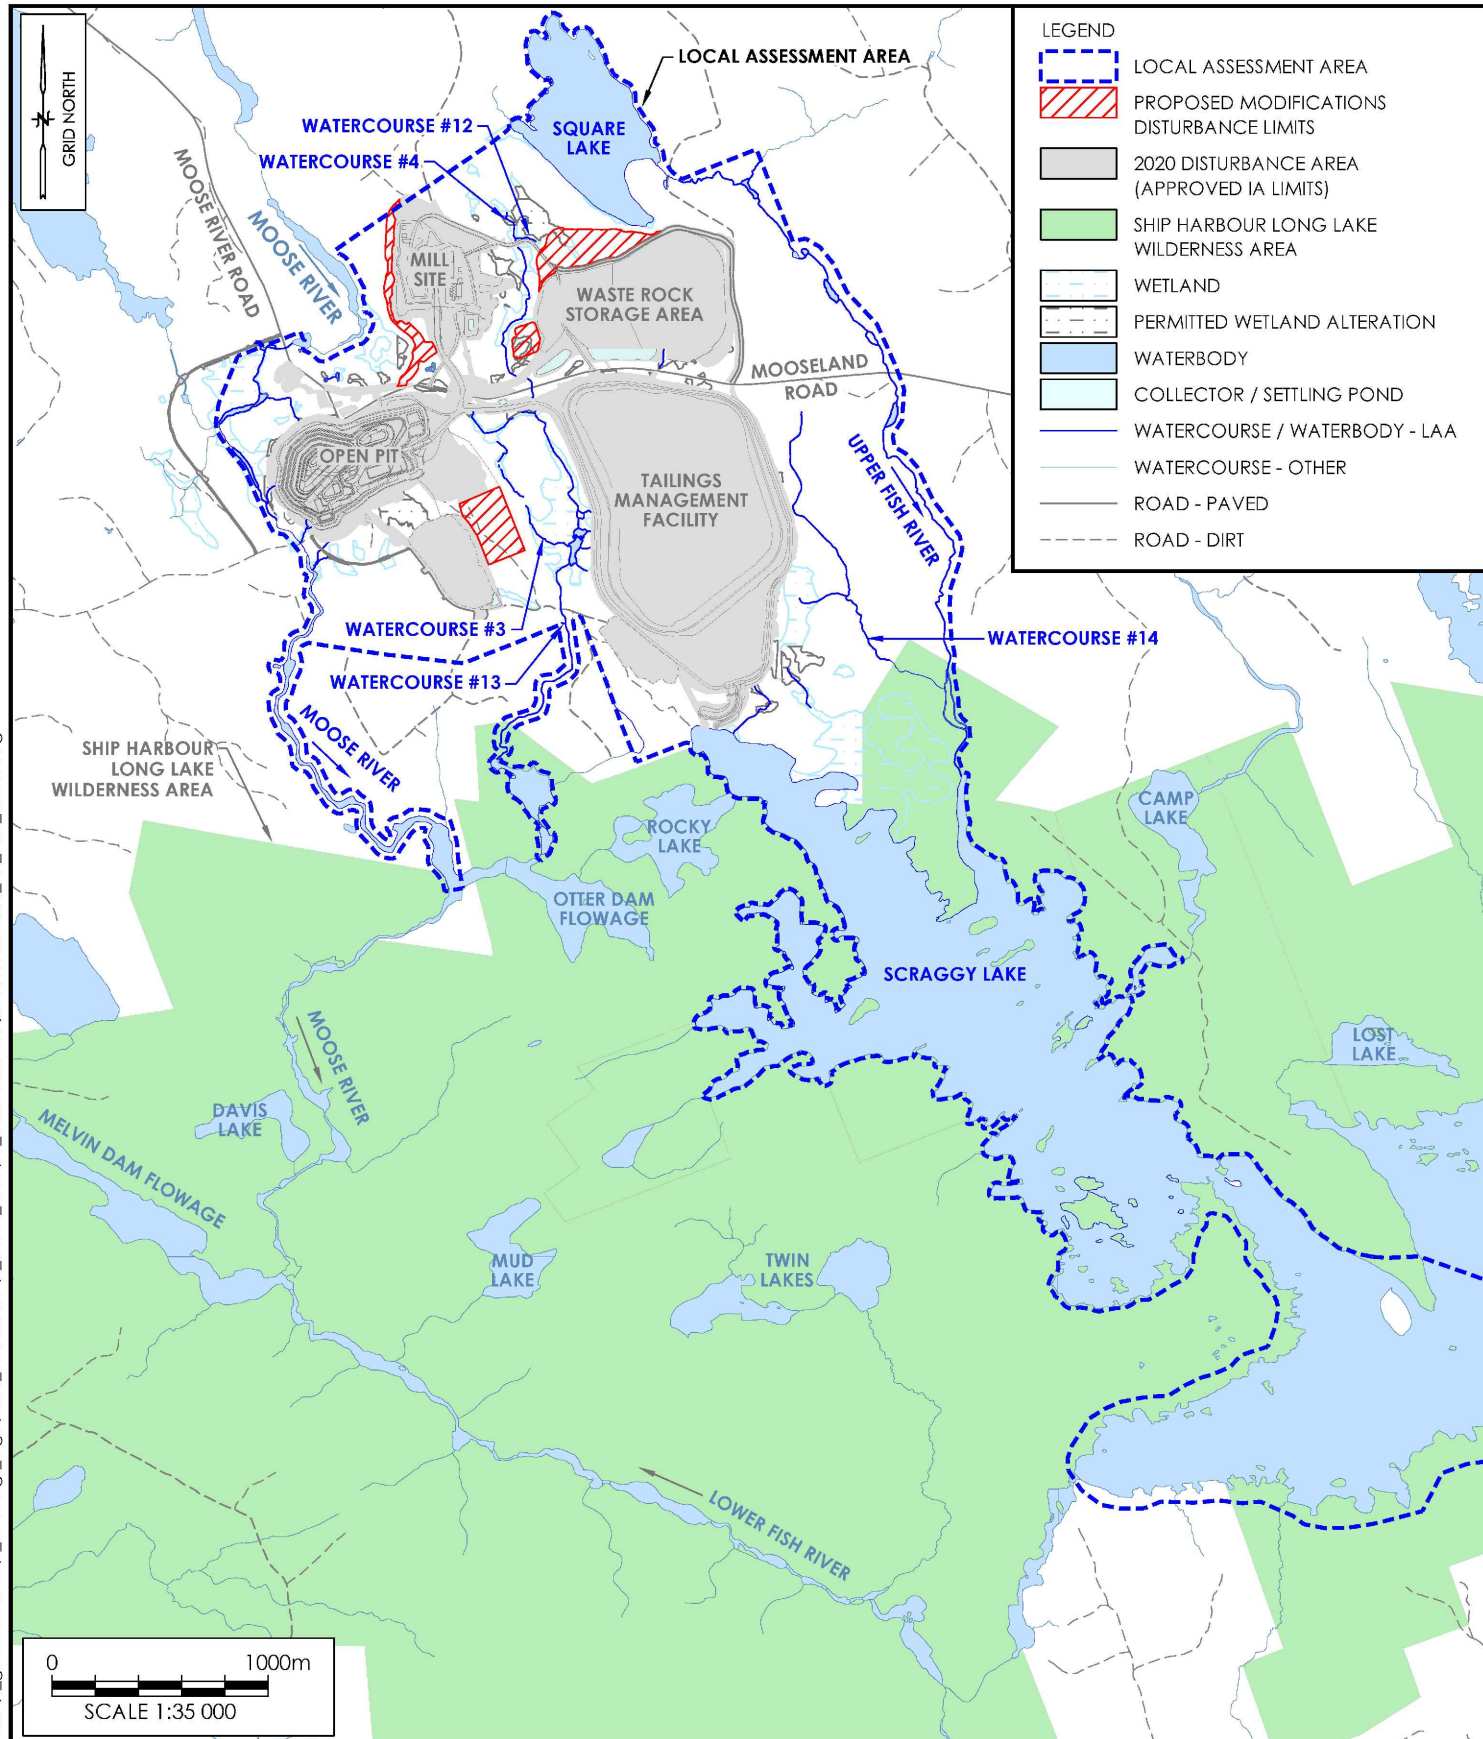 GRID NORTH
LOCAL ASSESSMENT AREA
WATERCOURSE #12
WATERCOURSE #4
SQUARE
LAKE
MOOSE RIVER ROAD
MOOSE RIVER
MILL
SITE
WASTE ROCK
STORAGE AREA
MOOSELAND
ROAD
OPEN PIT
TAILINGS
MANAGEMENT
FACILITY
UPPER FISH RIVER
WATERCOURSE #3
WATERCOURSE #14
WATERCOURSE #13
MOOSE RIVER
SHIP HARBOUR
LONG LAKE
WILDERNESS AREA
CAMP
LAKE
ROCKY
LAKE
OTTER DAM
FLOWAGE
SCRAGGY LAKE
MOOSE RIVER
LOST
LAKE
DAVIS
LAKE
MELVIN DAM FLOWAGE
MUD
LAKE
TWIN
LAKES
LOWER FISH RIVER
0 1000m
SCALE 1:35 000
LEGEND
LOCAL ASSESSMENT AREA
PROPOSED MODIFICATIONS
DISTURBANCE LIMITS
2020 DISTURBANCE AREA
(APPROVED IA LIMITS)
SHIP HARBOUR LONG LAKE
WILDERNESS AREA
WETLAND
PERMITTED WETLAND ALTERATION
WATERBODY
COLLECTOR / SETTLING POND
WATERCOURSE / WATERBODY - LAA
WATERCOURSE - OTHER
ROAD - PAVED
ROAD - DIRT